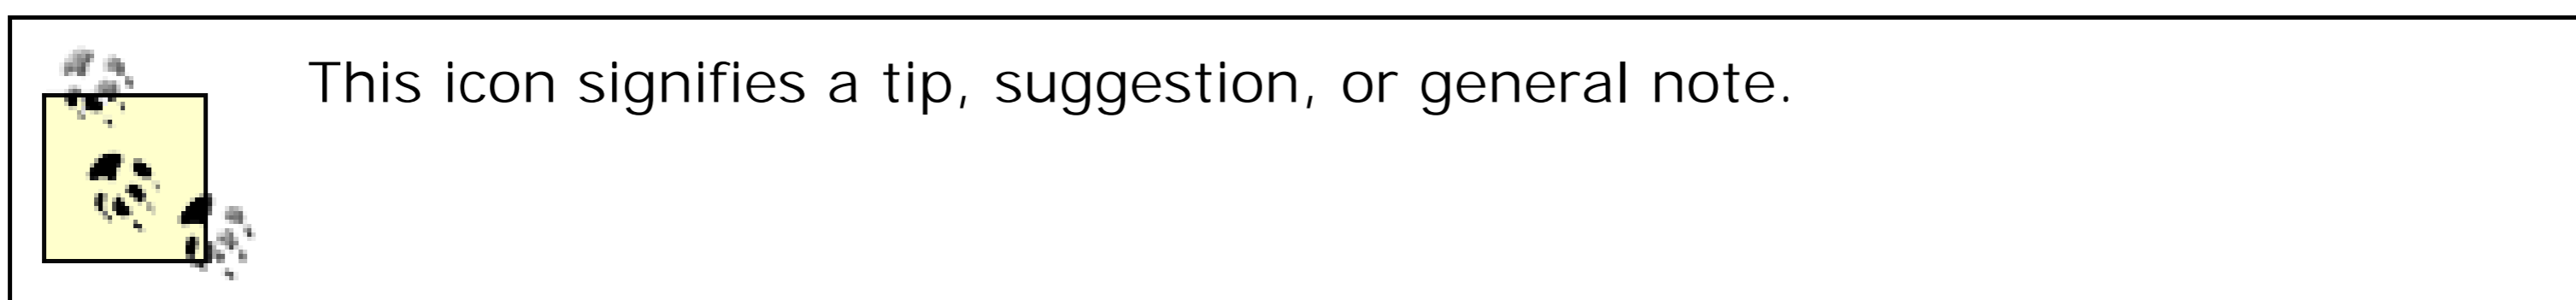 This icon signifies a tip, suggestion, or general note.